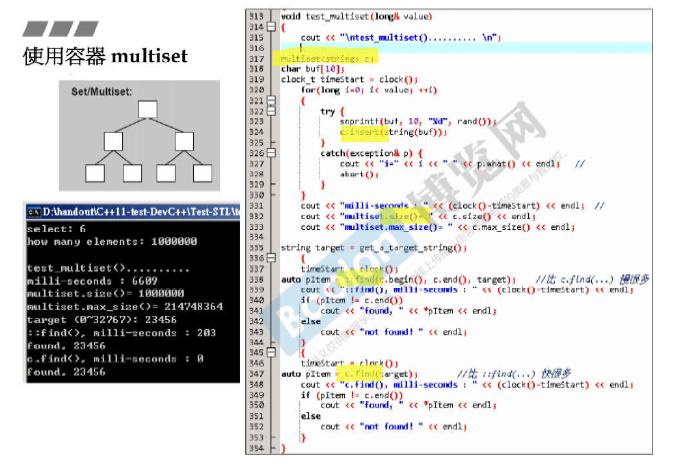 使用容器 multiset
Set/Multiset:
D:\handout\C++11-test-DevC++\Test-STL\
select: 6
how many elements: 1000000
test_multiset()..........
milli-seconds : 6609
multiset.size()= 1000000
multiset.max_size()= 214748364
target (0~32767): 23456
::find(), milli-seconds : 203
found, 23456
c.find(), milli-seconds : 0
found, 23456
313 void test_multiset(long& value)
314 {
315 cout << "\ntest_multiset().......... \n";
316
317 multiset<string> c;
318 char buf[10];
319 clock_t timeStart = clock();
320 for(long i=0; i< value; ++i)
321 {
322 try {
323 snprintf(buf, 10, "%d", rand());
324 c.insert(string(buf));
325 }
326 catch(exception& p) {
327 cout << "i=" << i << " " << p.what() << endl; //
328 abort();
329 }
330 }
331 cout << "milli-seconds : " << (clock()-timeStart) << endl; //
332 cout << "multiset.size()= " << c.size() << endl;
333 cout << "multiset.max_size()= " << c.max_size() << endl;
334
335 string target = get_a_target_string();
336 {
337 timeStart = clock();
338 auto pItem = ::find(c.begin(), c.end(), target); //比 c.find(...) 慢很多
339 cout << "::find(), milli-seconds : " << (clock()-timeStart) << endl;
340 if (pItem != c.end())
341 cout << "found, " << *pItem << endl;
342 else
343 cout << "not found! " << endl;
344 }
345 {
346 timeStart = clock();
347 auto pItem = c.find(target); //比 ::find(...) 快很多
348 cout << "c.find(), milli-seconds : " << (clock()-timeStart) << endl;
349 if (pItem != c.end())
350 cout << "found, " << *pItem << endl;
351 else
352 cout << "not found! " << endl;
353 }
354 }
Boolan
博览网